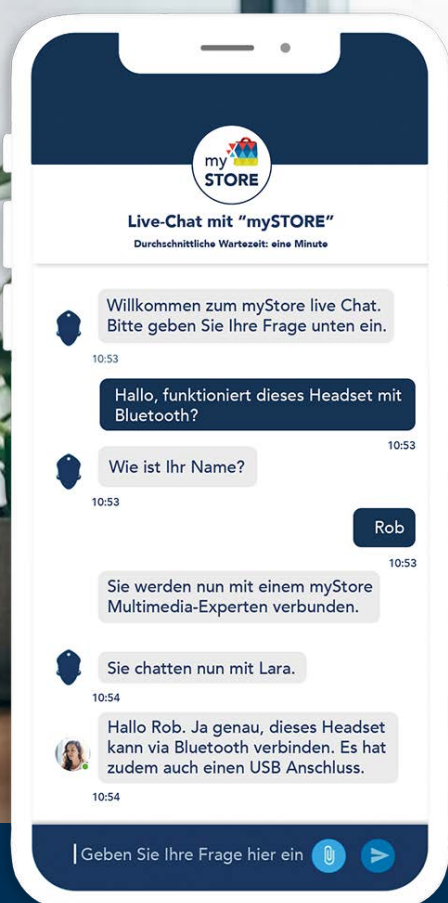 my
STORE
Live-Chat mit “mySTORE”
Durchschnittliche Wartezeit: eine Minute
Willkommen zum myStore live Chat.
Bitte geben Sie Ihre Frage unten ein.
10:53
Hallo, funktioniert dieses Headset mit
Bluetooth?
10:53
Wie ist Ihr Name?
10:53
Rob
10:53
Sie werden nun mit einem myStore
Multimedia-Experten verbunden.
Sie chatten nun mit Lara.
10:54
Hallo Rob. Ja genau, dieses Headset
kann via Bluetooth verbinden. Es hat
zudem auch einen USB Anschluss.
10:54
Geben Sie Ihre Frage hier ein